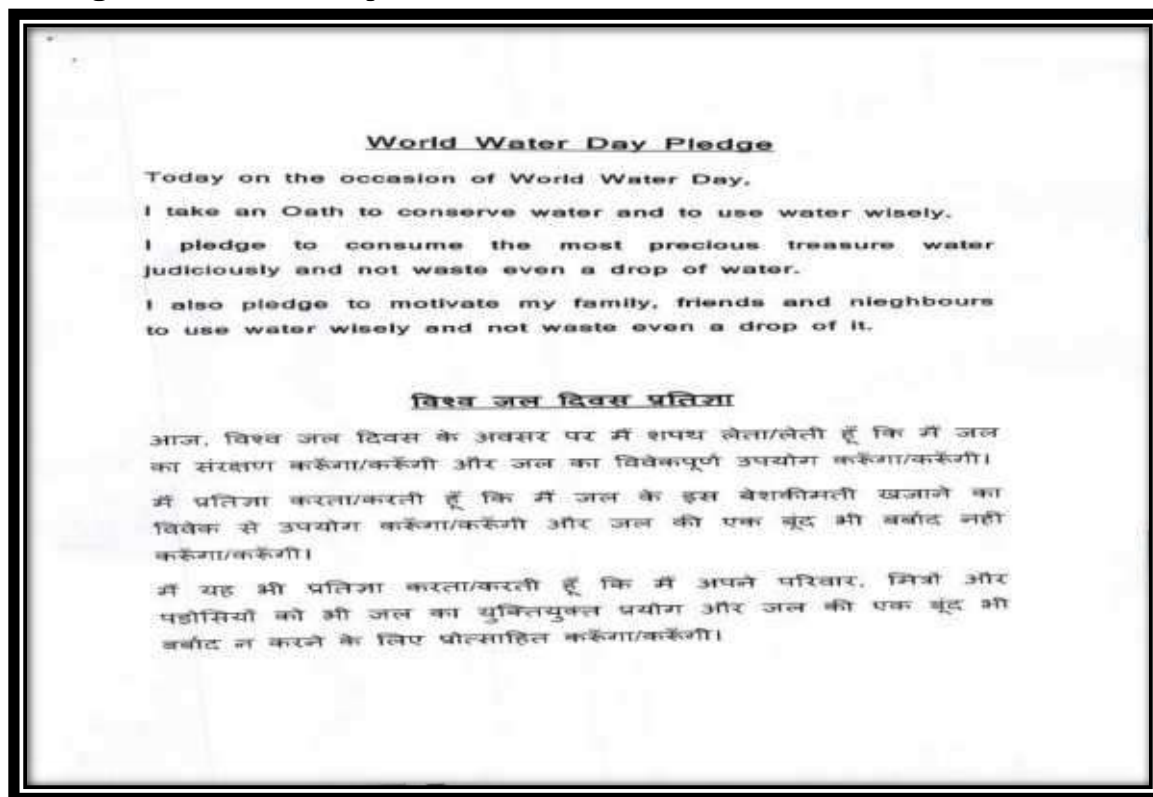 World Water Day Pledge
Today on the occasion of World Water Day,
I take an Oath to conserve water and to use water wisely.
I pledge to consume the most precious treasure water
judiciously and not waste even a drop of water.
I also pledge to motivate my family, friends and nieghbours
to use water wisely and not waste even a drop of it.
विश्व जल दिवस प्रतिज्ञा
आज, विश्व जल दिवस के अवसर पर मैं शपथ लेता/लेती हूँ कि मैं जल
का संरक्षण करूँगा/करूँगी और जल का विवेकपूर्ण उपयोग करूँगा/करूँगी।
मैं प्रतिज्ञा करता/करती हूँ कि मैं जल के इस बेशकीमती खजाने का
विवेक से उपयोग करूँगा/करूँगी और जल की एक बूंद भी बर्बाद नहीं
करूँगा/करूँगी।
मैं यह भी प्रतिज्ञा करता/करती हूँ कि मैं अपने परिवार, मित्रों और
पड़ोसियों को भी जल का युक्तियुक्त प्रयोग और जल की एक बूंद भी
बर्बाद न करने के लिए प्रोत्साहित करूँगा/करूँगी।